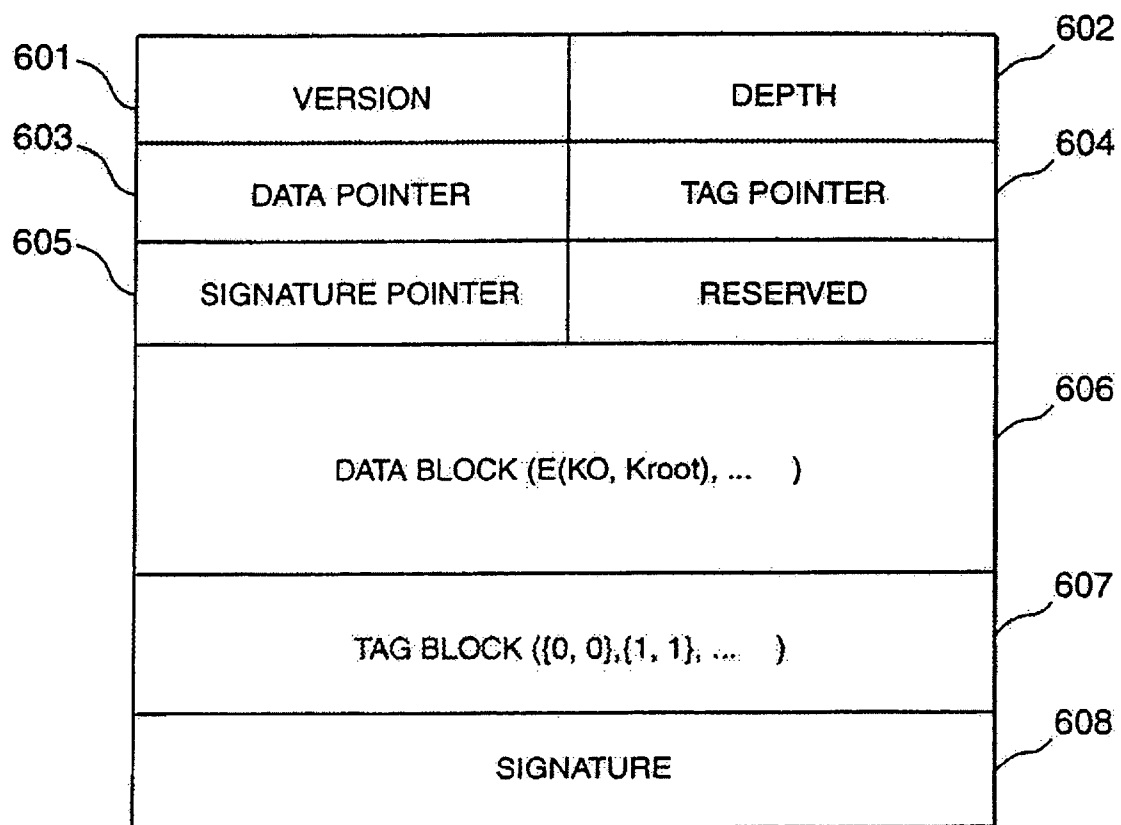 601
602
VERSION
DEPTH
603
604
DATA POINTER
TAG POINTER
605
SIGNATURE POINTER
RESERVED
606
DATA BLOCK (E(KO, Kroot), ... )
607
TAG BLOCK ({0, 0},{1, 1}, ... )
608
SIGNATURE